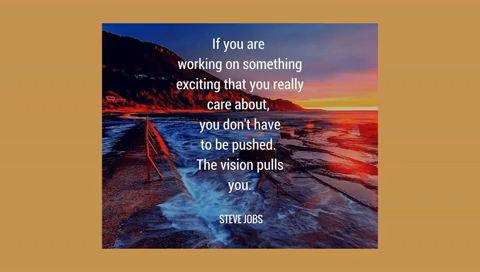 If you are
working on something
exciting that you really
care about,
you don't have
to be pushed.
The vision pulls
you.
STEVE JOBS